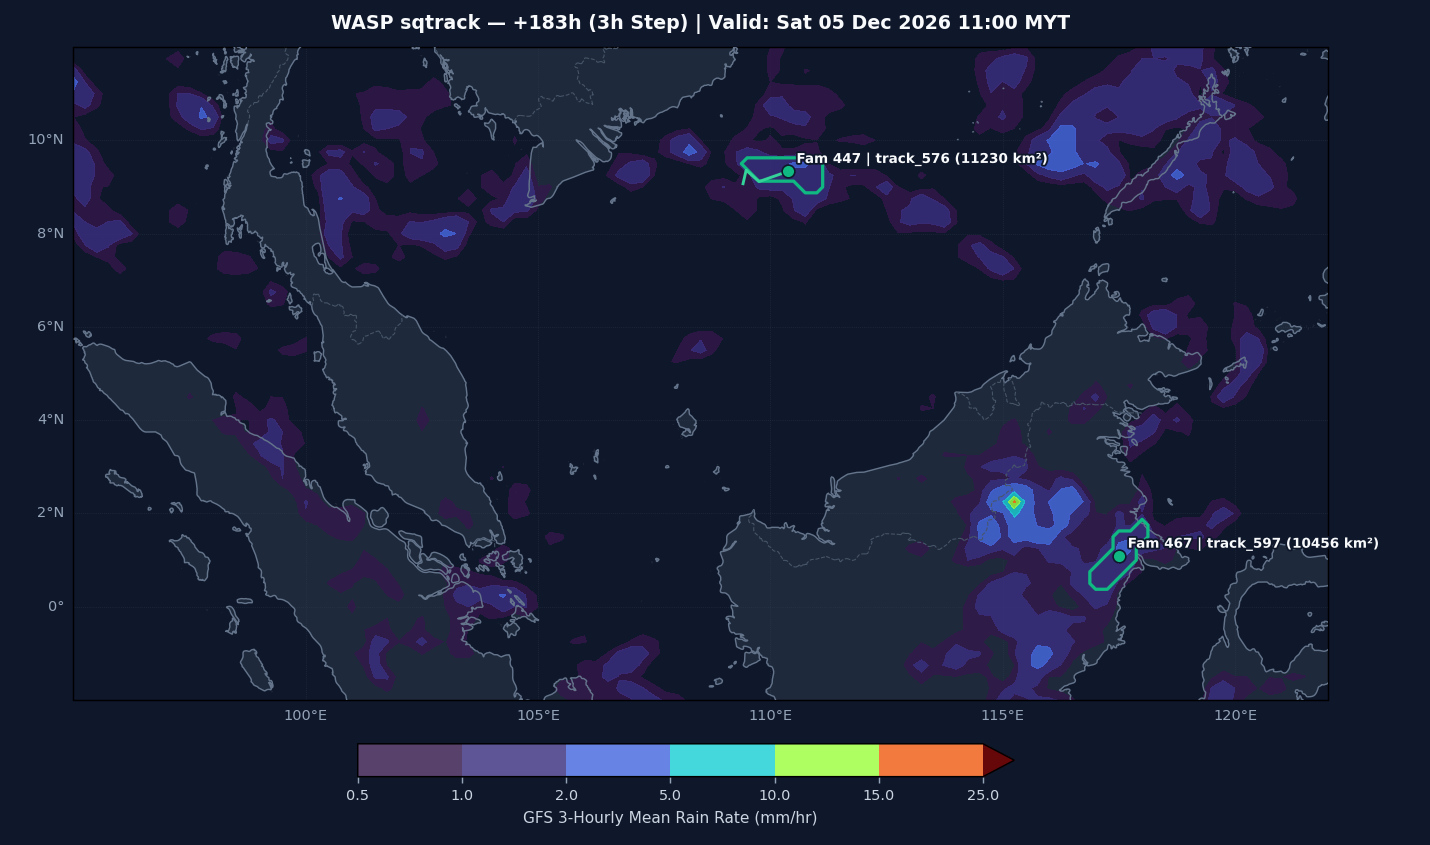 WASP sqtrack — +183h (3h Step) | Valid: Sat 05 Dec 2026 11:00 MYT
10°N
8°N
6°N
4°N
2°N
0°
Fam 447 | track_576 (11230 km²)
Fam 467 | track_597 (10456 km²)
100°E
105°E
110°E
115°E
120°E
0.5
1.0
2.0
5.0
10.0
15.0
25.0
GFS 3-Hourly Mean Rain Rate (mm/hr)